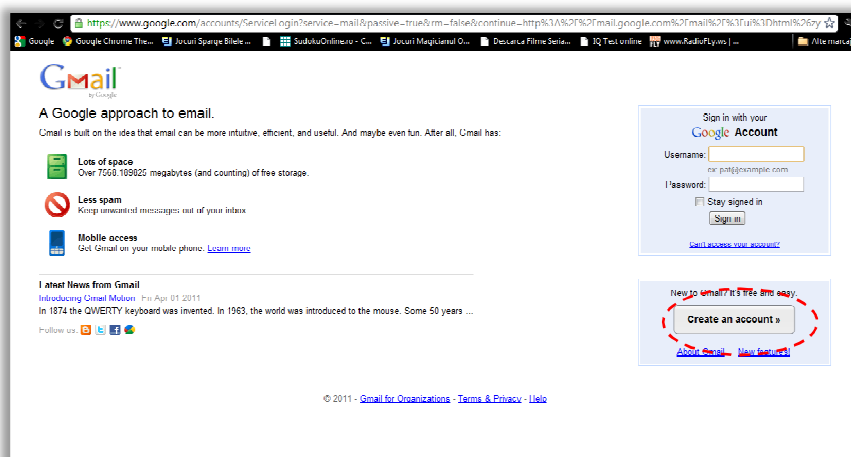 https://www.google.com/accounts/ServiceLogin?service=mail&passive=true&rm=false&continue=http%3A%2F%2Fmail.google.com%2Fmail%2F%3Fui%3Dhtml%26zy
Google Google Chrome The... Jocuri Sparge Bilele ... SudokuOnline.ro - C... Jocuri Magicianul O... Descarca Filme Seria... IQ Test online www.RadioFLy.ws | ... Alte marcaj
Gmail
by Google
A Google approach to email.
Gmail is built on the idea that email can be more intuitive, efficient, and useful. And maybe even fun. After all, Gmail has:
Lots of space
Over 7568.189825 megabytes (and counting) of free storage.
Less spam
Keep unwanted messages out of your inbox
Mobile access
Get Gmail on your mobile phone. Learn more
Latest News from Gmail
Introducing Gmail Motion Fri Apr 01 2011
In 1874 the QWERTY keyboard was invented. In 1963, the world was introduced to the mouse. Some 50 years ...
Follow us:
Sign in with your
Google Account
Username:
ex: pat@example.com
Password:
Stay signed in
Sign in
Can't access your account?
New to Gmail? It's free and easy.
Create an account »
About Gmail New features!
© 2011 - Gmail for Organizations - Terms & Privacy - Help